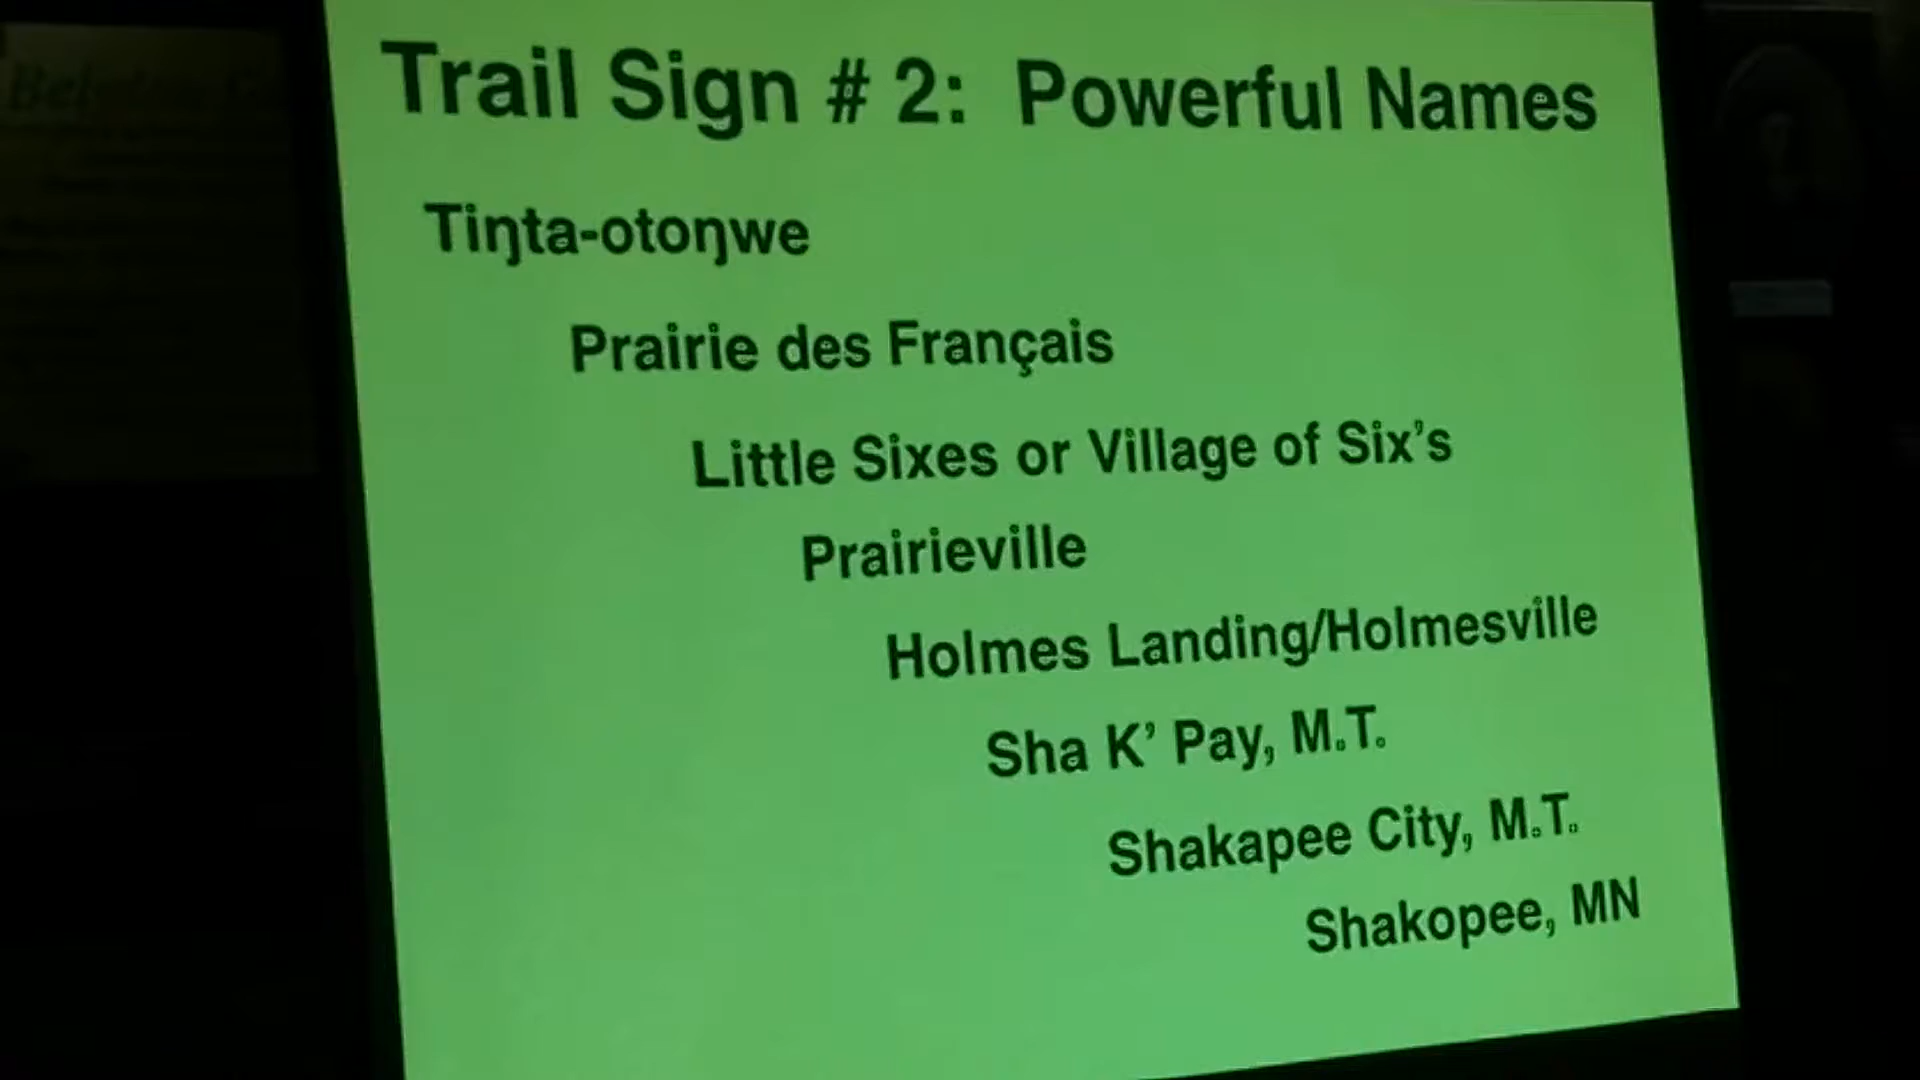 Trail Sign # 2: Powerful Names
Tiŋta-otoŋwe
Prairie des Français
Little Sixes or Village of Six’s
Prairieville
Holmes Landing/Holmesville
Sha K’ Pay, M.T.
Shakapee City, M.T.
Shakopee, MN